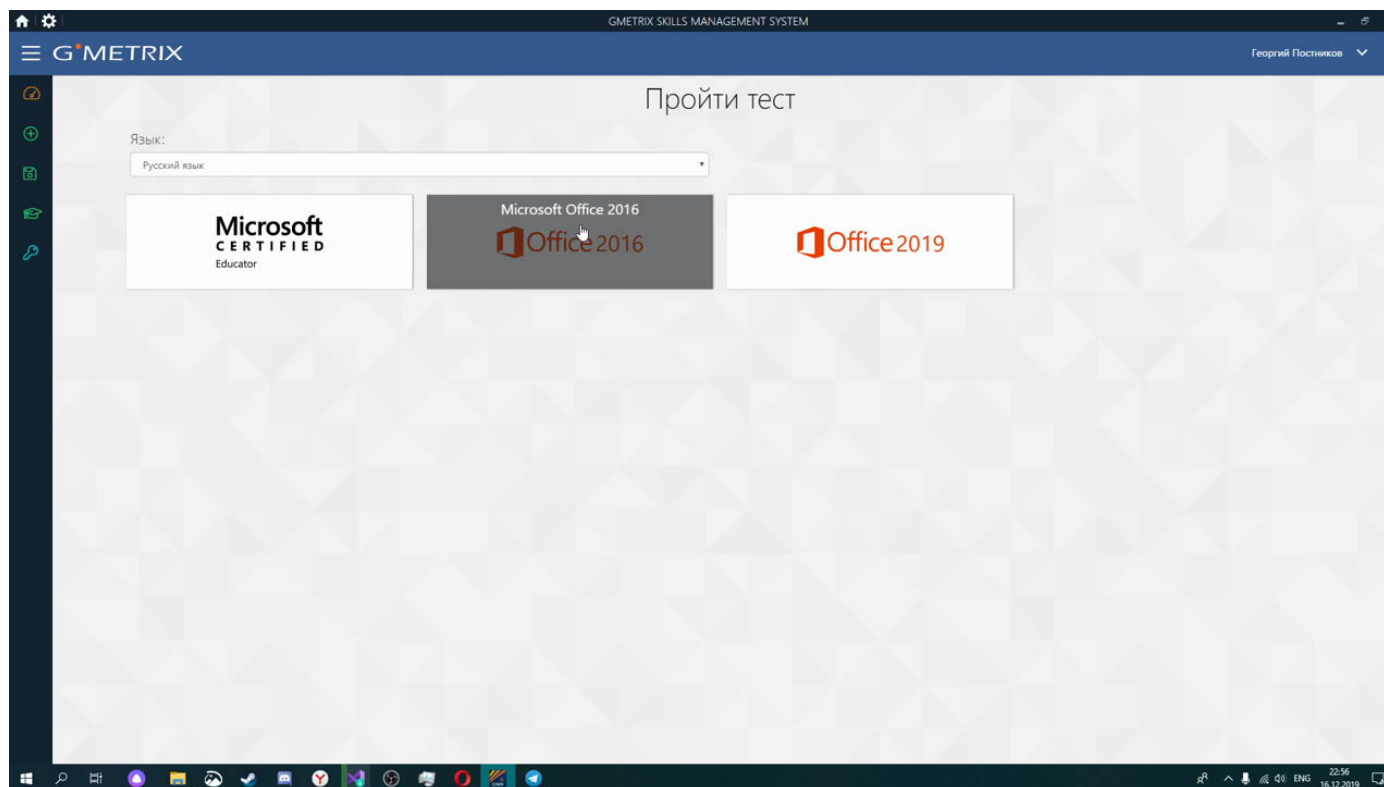 GMETRIX SKILLS MANAGEMENT SYSTEM
G METRIX
Георгий Постников
Пройти тест
Язык:
Русский язык
Microsoft
CERTIFIED
Educator
Microsoft Office 2016
Office 2016
Office 2019
ENG
22:56
16.12.2019